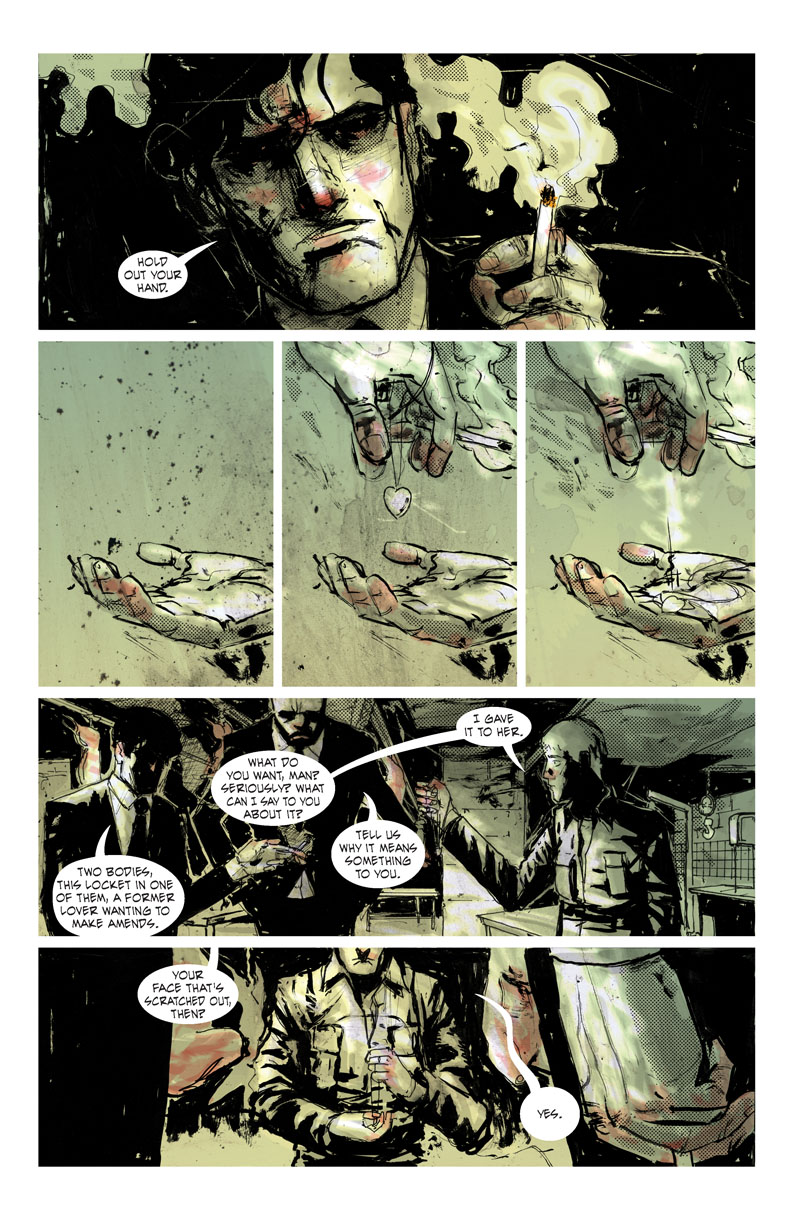 HOLD
OUT YOUR
HAND.
I GAVE
IT TO HER.
WHAT DO
YOU WANT, MAN?
SERIOUSLY? WHAT
CAN I SAY TO YOU
ABOUT IT?
TELL US
WHY IT MEANS
SOMETHING
TO YOU.
TWO BODIES,
THIS LOCKET IN ONE
OF THEM, A FORMER
LOVER WANTING TO
MAKE AMENDS.
YOUR
FACE THAT'S
SCRATCHED OUT,
THEN?
YES.